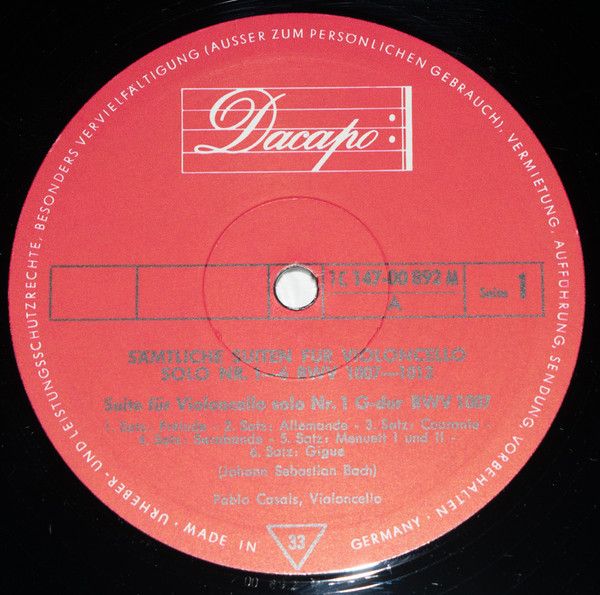 URHEBER- UND LEISTUNGSSCHUTZRECHTE, BESONDERS VERVIELFÄLTIGUNG (AUSSER ZUM PERSÖNLICHEN GEBRAUCH), VERMIETUNG, AUFFÜHRUNG, SENDUNG VORBEHALTEN · GERMANY · MADE IN
Dacapo
1 C 147-00 892 M
A
Seite 1
SÄMTLICHE SUITEN FÜR VIOLONCELLO
SOLO NR. 1—6 BWV 1007—1012
Suite für Violoncello solo Nr. 1 G-dur BWV 1007
1. Satz: Prélude - 2. Satz: Allemande - 3. Satz: Courante -
4. Satz: Sarabande - 5. Satz: Menuett I und II -
6. Satz: Gigue
(Johann Sebastian Bach)
Pablo Casals, Violoncello
33